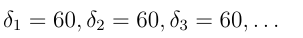 δ₁ = 60, δ₂ = 60, δ₃ = 60, . . .